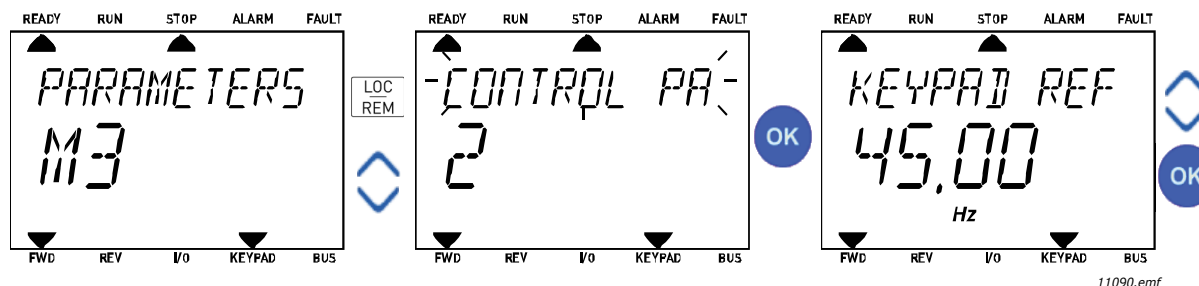 READY RUN STOP ALARM FAULT
PARAMETERS
M3
FWD REV I/O KEYPAD BUS
LOC
REM
READY RUN STOP ALARM FAULT
CONTROL PA
2
FWD REV I/O KEYPAD BUS
OK
READY RUN STOP ALARM FAULT
KEYPAD REF
45.00
Hz
FWD REV I/O KEYPAD BUS
OK
11090.emf